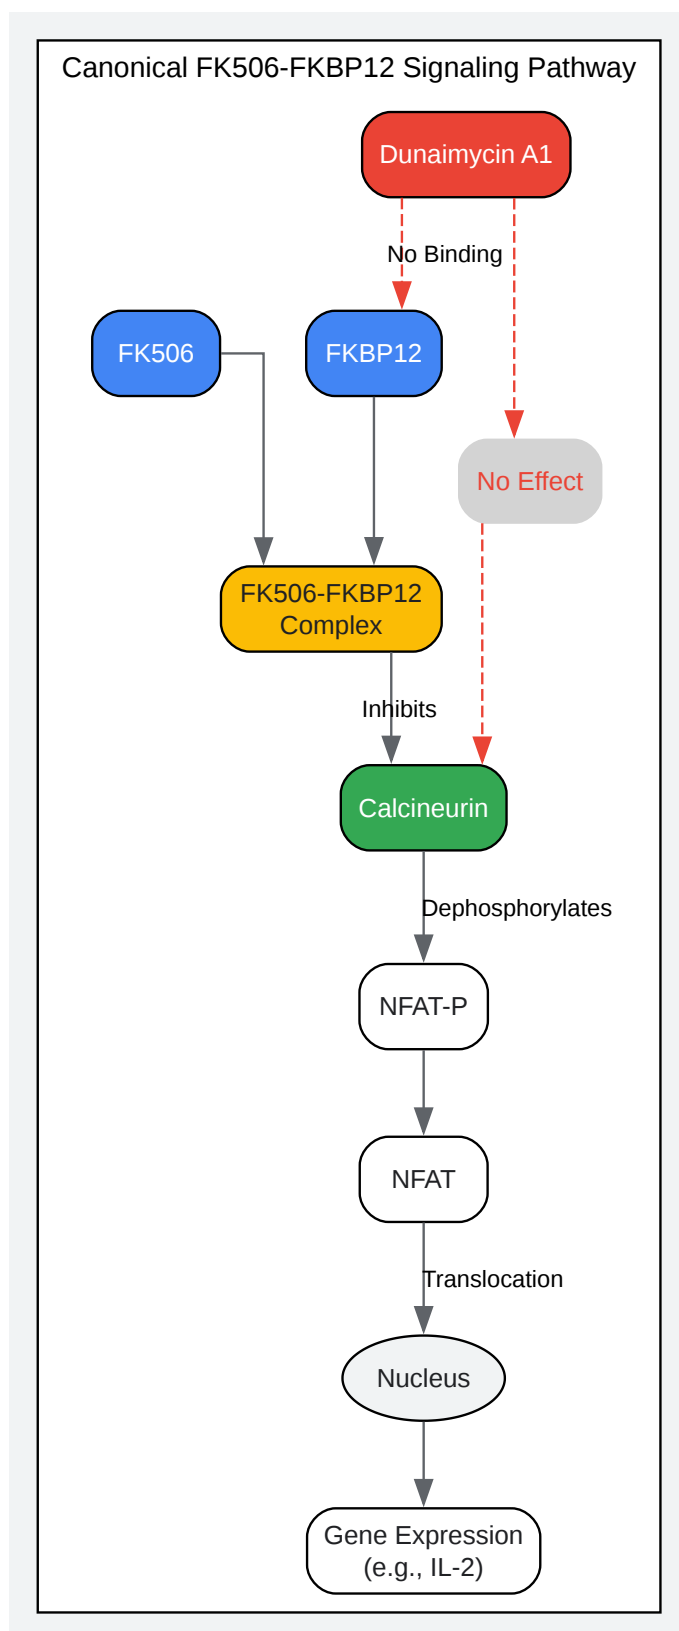 Canonical FK506-FKBP12 Signaling Pathway
Dunaimycin A1
No Binding
FK506
FKBP12
No Effect
FK506-FKBP12
Complex
Inhibits
Calcineurin
Dephosphorylates
NFAT-P
NFAT
Translocation
Nucleus
Gene Expression
(e.g., IL-2)